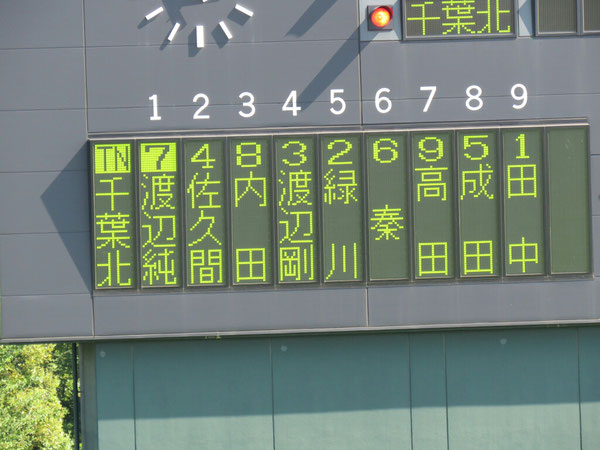 千葉北
1 2 3 4 5 6 7 8 9
TN 7 4 8 3 2 6 9 5 1
千葉北
渡辺純
佐久間
内田
渡辺剛
緑川
秦
高田
成田
田中